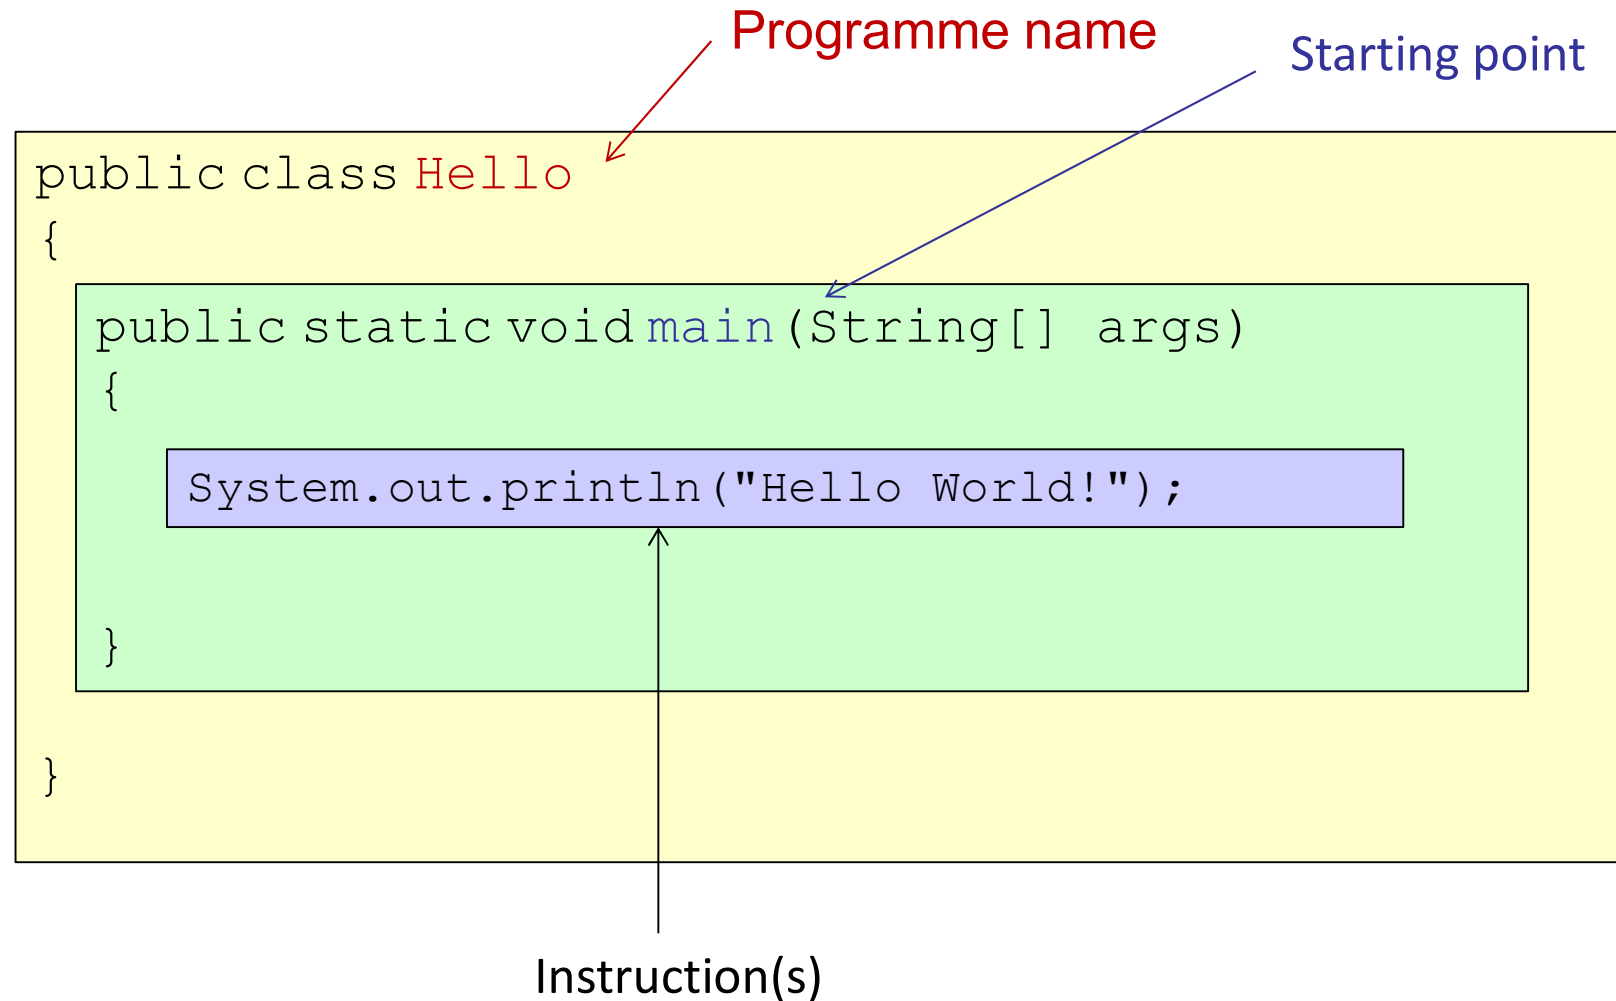 Programme name
Starting point
public class Hello
{
public static void main(String[] args)
{
System.out.println("Hello World!");
}
}
Instruction(s)